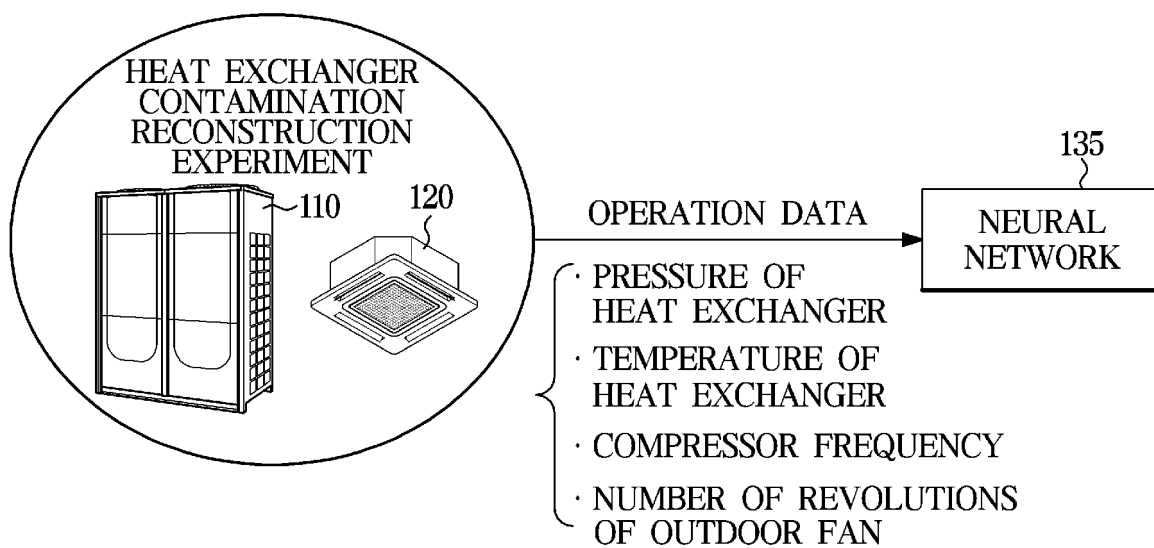 HEAT EXCHANGER
CONTAMINATION
RECONSTRUCTION
EXPERIMENT
110
120
OPERATION DATA
· PRESSURE OF
HEAT EXCHANGER
· TEMPERATURE OF
HEAT EXCHANGER
· COMPRESSOR FREQUENCY
· NUMBER OF REVOLUTIONS
OF OUTDOOR FAN
135
NEURAL
NETWORK